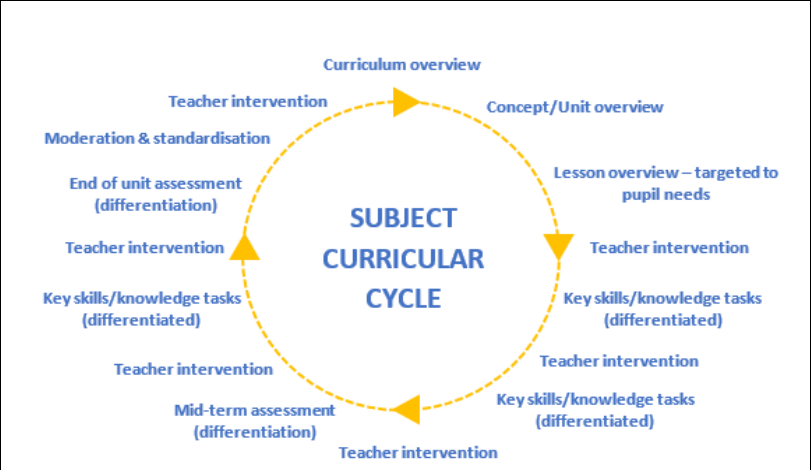 Curriculum overview
Concept/Unit overview
Lesson overview – targeted to
pupil needs
Teacher intervention
Key skills/knowledge tasks
(differentiated)
Teacher intervention
Key skills/knowledge tasks
(differentiated)
Teacher intervention
Mid-term assessment
(differentiation)
Teacher intervention
Key skills/knowledge tasks
(differentiated)
Teacher intervention
End of unit assessment
(differentiation)
Moderation & standardisation
Teacher intervention
SUBJECT
CURRICULAR
CYCLE